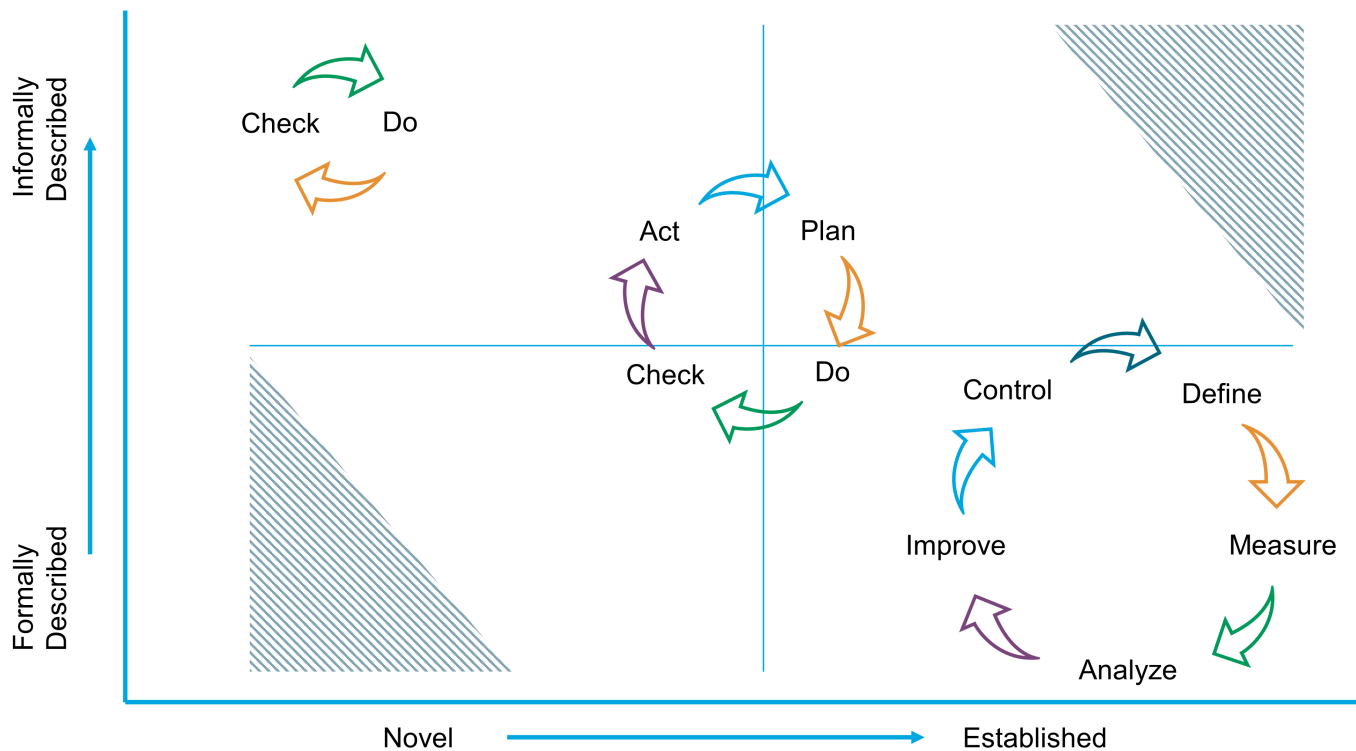 Informally
Described
Formally
Described
Check
Do
Act
Plan
Check
Do
Control
Define
Improve
Measure
Analyze
Novel
Established